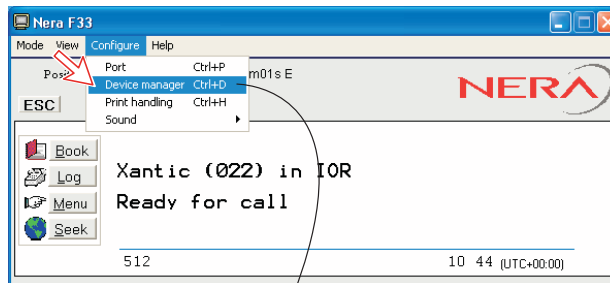 Nera F33
Mode View Configure Help
Port Ctrl+P
Device manager Ctrl+D
Print handling Ctrl+H
Sound
m01s E
NERA
ESC
Book
Log
Menu
Seek
Xantic (022) in IOR
Ready for call
512
10 44 (UTC+00:00)